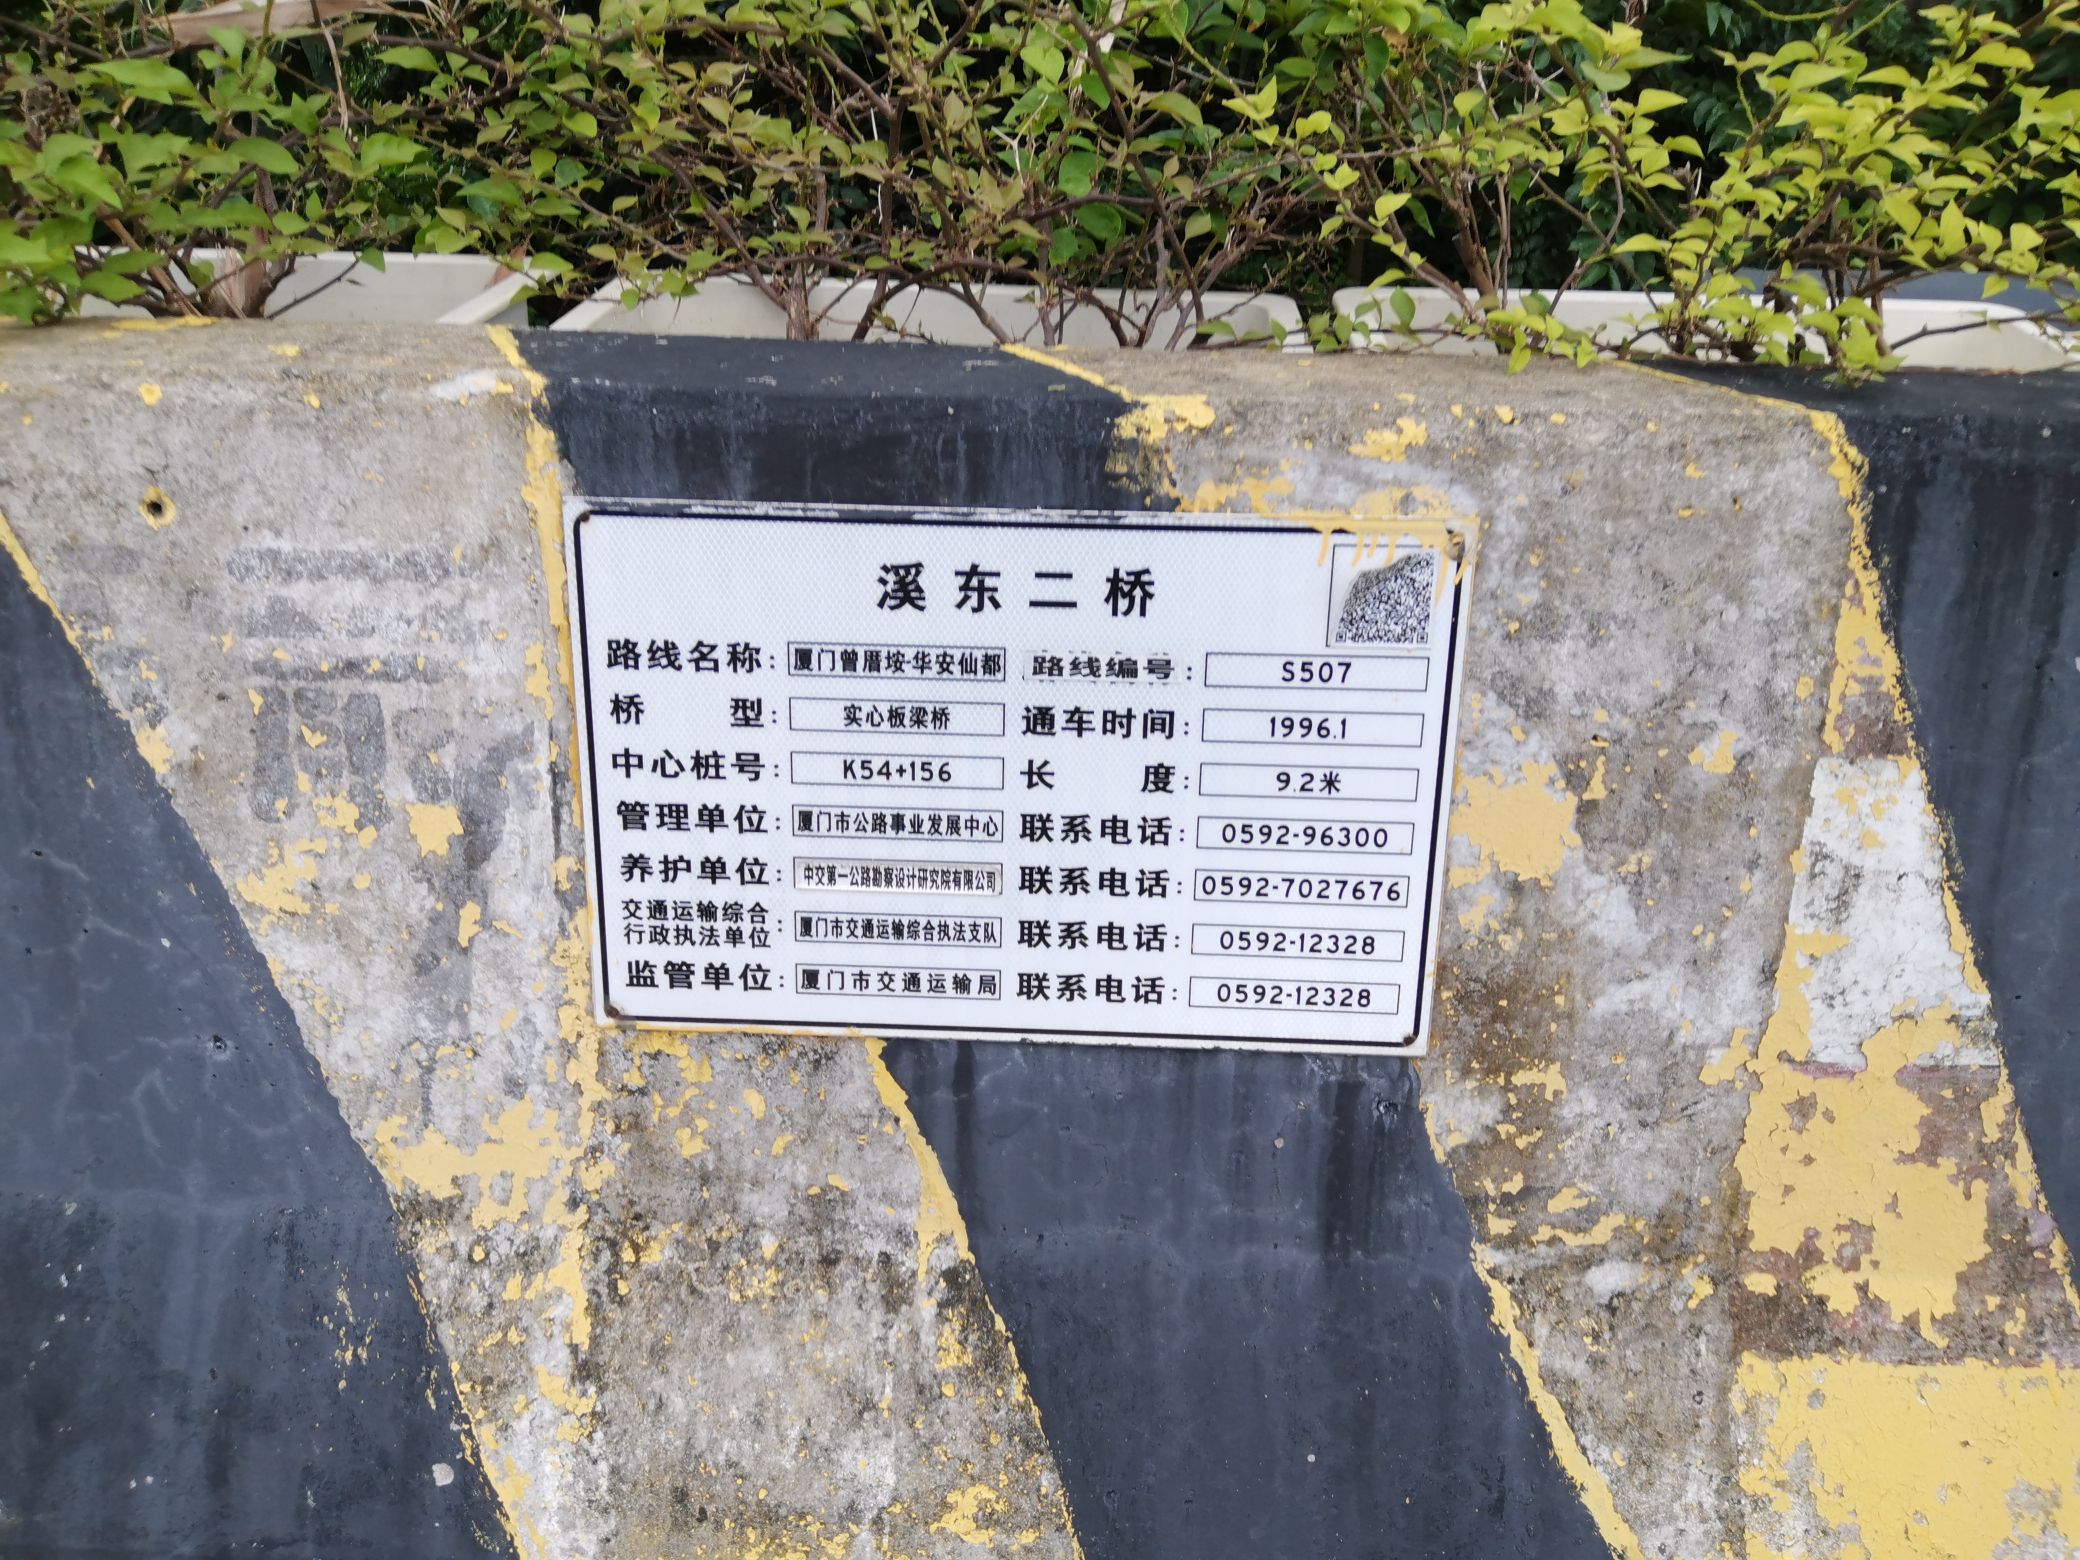 溪东二桥
路线名称: 厦门曾厝垵-华安仙都 路线编号: S507
桥 型: 实心板梁桥 通车时间: 1996.1
中心桩号: K54+156 长 度: 9.2米
管理单位: 厦门市公路事业发展中心 联系电话: 0592-96300
养护单位: 中交第一公路勘察设计研究院有限公司 联系电话: 0592-7027676
交通运输综合
行政执法单位: 厦门市交通运输综合执法支队 联系电话: 0592-12328
监管单位: 厦门市交通运输局 联系电话: 0592-12328